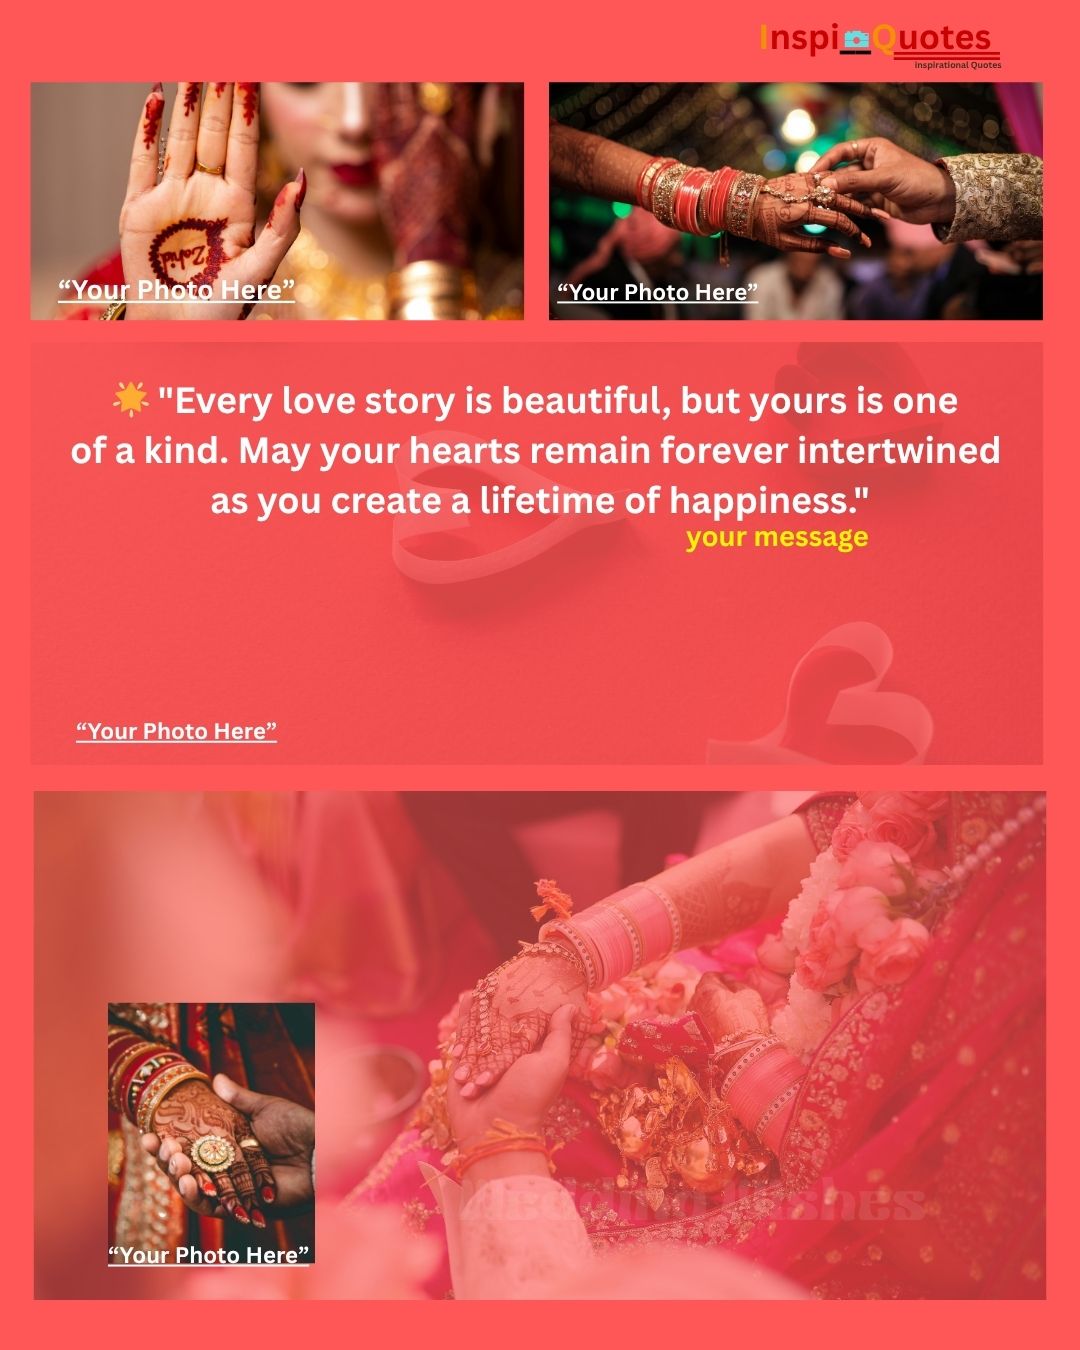 InspiQuotes
inspirational Quotes
Zahid
“Your Photo Here”
“Your Photo Here”
🌟 "Every love story is beautiful, but yours is one
of a kind. May your hearts remain forever intertwined
as you create a lifetime of happiness."
your message
“Your Photo Here”
“Your Photo Here”